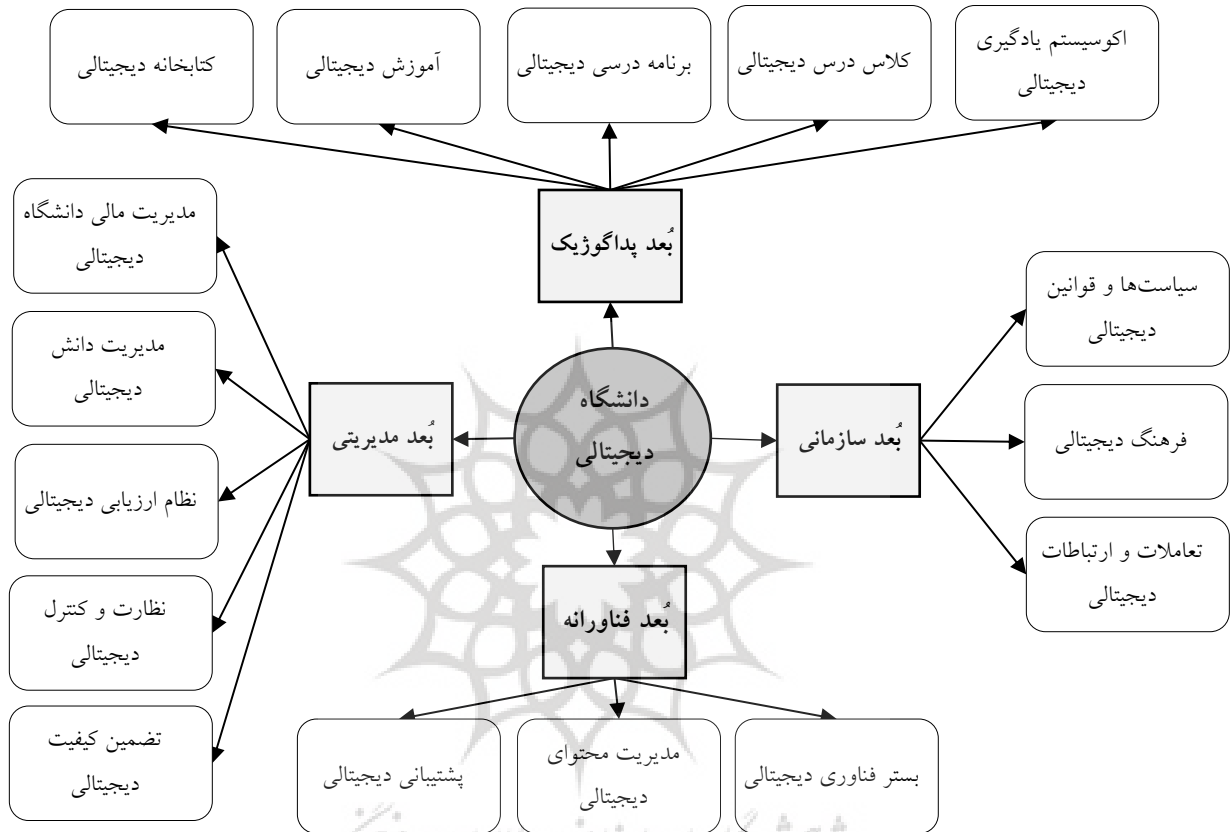 اکوسیستم یادگیری
دیجیتالی
کلاس درس دیجیتالی
برنامه درسی دیجیتالی
آموزش دیجیتالی
کتابخانه دیجیتالی
بُعد پداگوژیک
سیاست‌ها و قوانین
دیجیتالی
فرهنگ دیجیتالی
تعاملات و ارتباطات
دیجیتالی
بُعد سازمانی
دانشگاه
دیجیتالی
بُعد مدیریتی
مدیریت مالی دانشگاه
دیجیتالی
مدیریت دانش
دیجیتالی
نظام ارزیابی دیجیتالی
نظارت و کنترل
دیجیتالی
تضمین کیفیت
دیجیتالی
بُعد فناورانه
بستر فناوری دیجیتالی
مدیریت محتوای
دیجیتالی
پشتیبانی دیجیتالی